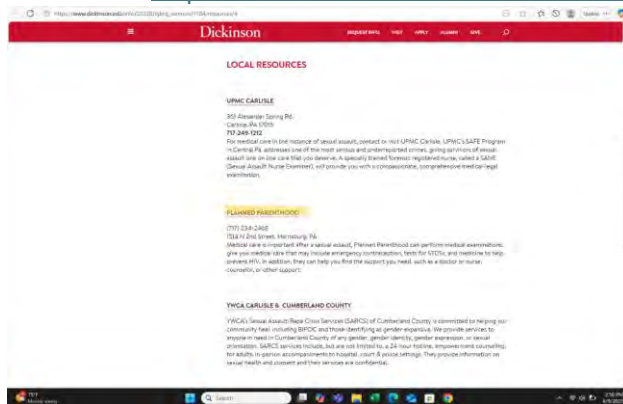 Dickinson
REQUEST INFO VISIT APPLY ALUMNI GIVE
LOCAL RESOURCES
UPMC CARLISLE
361 Alexander Spring Rd.
Carlisle, PA 17015
717-249-1212
For medical care in the instance of sexual assault, contact or visit UPMC Carlisle. UPMC's SAFE Program
in Central Pa. addresses one of the most serious and underreported crimes, giving survivors of sexual
assault one on one care that you deserve. A specially trained forensic registered nurse, called a SANE
(Sexual Assault Nurse Examiner), will provide you with a compassionate, comprehensive medical-legal
examination.
PLANNED PARENTHOOD
(717) 234-2468
1514 N 2nd Street, Harrisburg, PA
Medical care is important after a sexual assault. Planned Parenthood can perform medical examinations,
give you medical care that may include emergency contraception, tests for STDs, and medicine to help
prevent HIV. In addition, they can help you find the support you need, such as a doctor or nurse,
counselor, or other support.
YWCA CARLISLE & CUMBERLAND COUNTY
YWCA's Sexual Assault/Rape Crisis Services (SARCS) of Cumberland County is committed to helping our
community heal including BIPOC and those identifying as gender-expansive. We provide services to
anyone in need in Cumberland County of any gender, gender identity, gender expression, or sexual
orientation. SARCS services include, but are not limited to, a 24-hour hotline, empowerment counseling
for adults, in-person accompaniments to hospital, court & police settings. They provide information on
sexual health and consent and their services are confidential.
Search